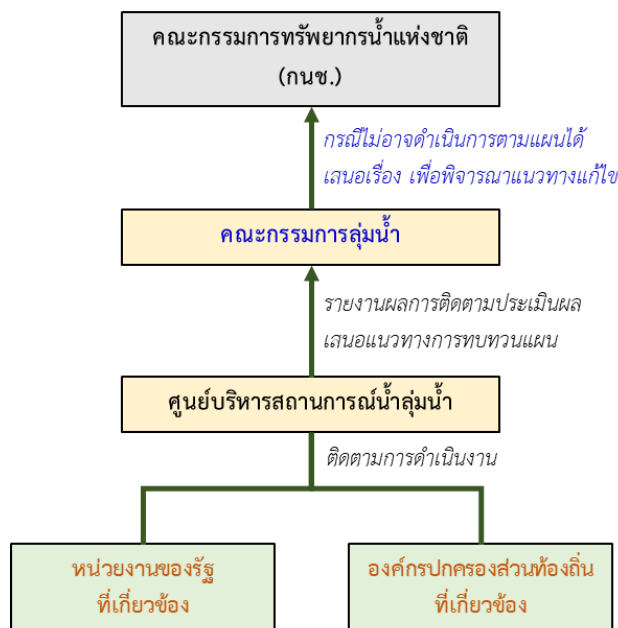 คณะกรรมการทรัพยากรน้ำแห่งชาติ
(กนช.)
กรณีไม่อาจดำเนินการตามแผนได้
เสนอเรื่อง เพื่อพิจารณาแนวทางแก้ไข
คณะกรรมการลุ่มน้ำ
รายงานผลการติดตามประเมินผล
เสนอแนวทางการทบทวนแผน
ศูนย์บริหารสถานการณ์น้ำลุ่มน้ำ
ติดตามการดำเนินงาน
หน่วยงานของรัฐ
ที่เกี่ยวข้อง
องค์กรปกครองส่วนท้องถิ่น
ที่เกี่ยวข้อง